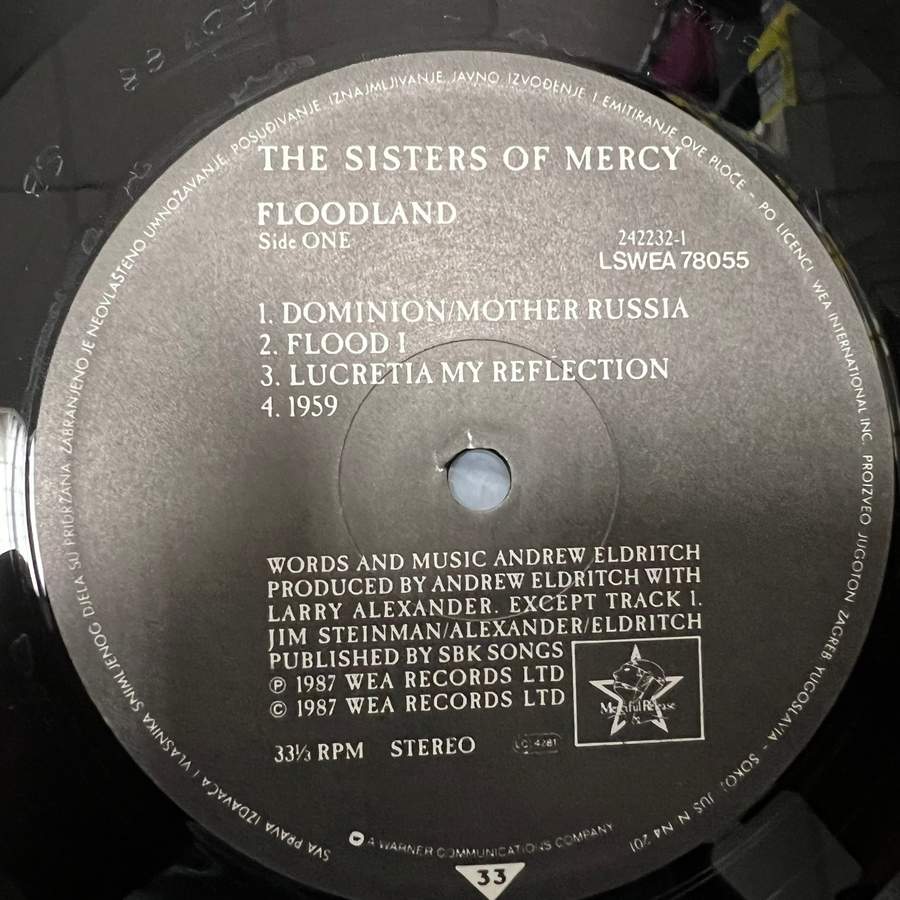 THE SISTERS OF MERCY
FLOODLAND
Side ONE
242232-1
LSWEA 78055
1. DOMINION/MOTHER RUSSIA
2. FLOOD I
3. LUCRETIA MY REFLECTION
4. 1959
WORDS AND MUSIC ANDREW ELDRITCH
PRODUCED BY ANDREW ELDRITCH WITH
LARRY ALEXANDER. EXCEPT TRACK 1.
JIM STEINMAN/ALEXANDER/ELDRITCH
PUBLISHED BY SBK SONGS
℗ 1987 WEA RECORDS LTD
© 1987 WEA RECORDS LTD
Merciful Release
33⅓ RPM STEREO
LC 4281
SVA PRAVA IZDAVAČA I VLASNIKA SNIMLJENOG DJELA SU PRIDRŽANA. ZABRANJENO JE NEOVLAŠTENO UMNOŽAVANJE, POSUĐIVANJE, IZNAJMLJIVANJE, JAVNO IZVOĐENJE I EMITIRANJE OVE PLOČE - PO LICENCI WEA INTERNATIONAL INC. PROIZVEO JUGOTON ZAGREB YUGOSLAVIA - SOKOJ JUS N N4 201
A WARNER COMMUNICATIONS COMPANY
33